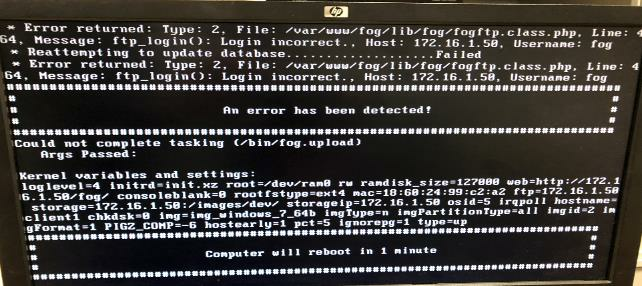 hp
* Error returned: Type: 2, File: /var/www/fog/lib/fog/fogftp.class.php, Line: 4
64, Message: ftp_login(): Login incorrect., Host: 172.16.1.50, Username: fog
* Reattempting to update database....................Failed
* Error returned: Type: 2, File: /var/www/fog/lib/fog/fogftp.class.php, Line: 4
64, Message: ftp_login(): Login incorrect., Host: 172.16.1.50, Username: fog
##############################################################################
# #
# An error has been detected! #
# #
##############################################################################
Could not complete tasking (/bin/fog.upload)
Args Passed:
Kernel variables and settings:
loglevel=4 initrd=init.xz root=/dev/ram0 rw ramdisk_size=127000 web=http://172.1
6.1.50/fog/ consoleblank=0 rootfstype=ext4 mac=18:60:24:99:c2:a2 ftp=172.16.1.50
storage=172.16.1.50:/images/dev/ storageip=172.16.1.50 osid=5 irqpoll hostname=
client1 chkdsk=0 img=img_windows_7_64b imgType=n imgPartitionType=all imgid=2 im
gFormat=1 PIGZ_COMP=-6 hostearly=1 pct=5 ignorepg=1 type=up
##############################################################################
# #
# Computer will reboot in 1 minute #
# #
##############################################################################